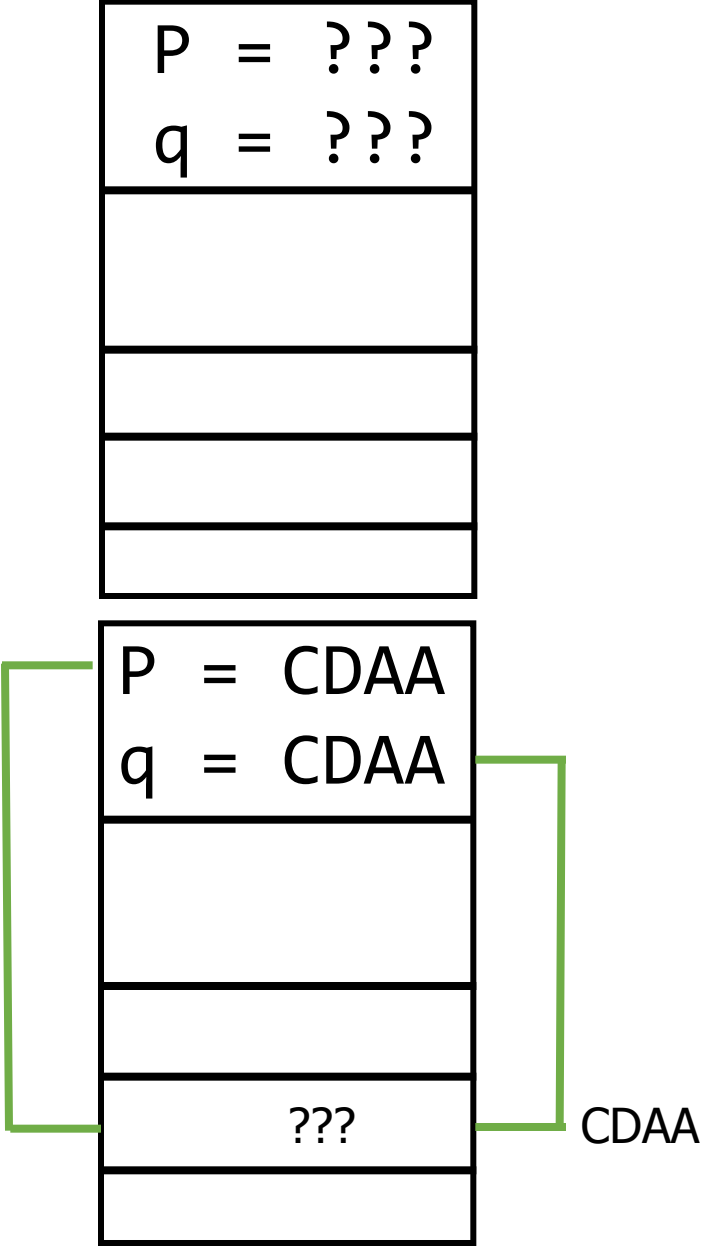 P = ???
q = ???
P = CDAA
q = CDAA
??? CDAA